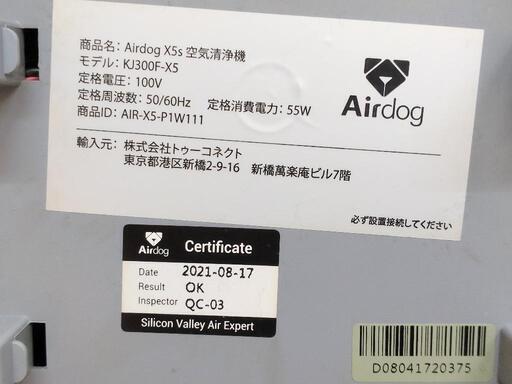 商品名：Airdog X5s 空気清浄機
モデル：KJ300F-X5
定格電圧：100V
定格周波数：50/60Hz　定格消費電力：55W
商品ID：AIR-X5-P1W111
Airdog
輸入元：株式会社トゥーコネクト
東京都港区新橋2-9-16　新橋萬楽庵ビル7階
必ず設置接続してください。
Airdog Certificate
Date 2021-08-17
Result OK
Inspector QC-03
Silicon Valley Air Expert
D08041720375